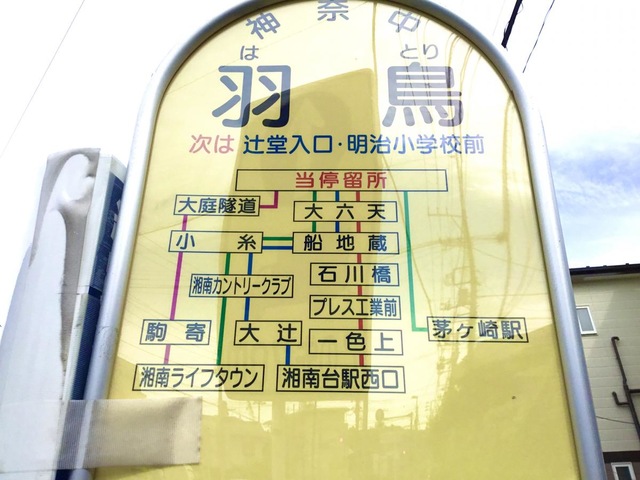 神奈中
は とり
羽 鳥
次は 辻堂入口・明治小学校前
当停留所
大庭隧道
大六天
小糸
船地蔵
湘南カントリークラブ
石川橋
プレス工業前
駒寄
大辻
一色上
茅ヶ崎駅
湘南ライフタウン
湘南台駅西口